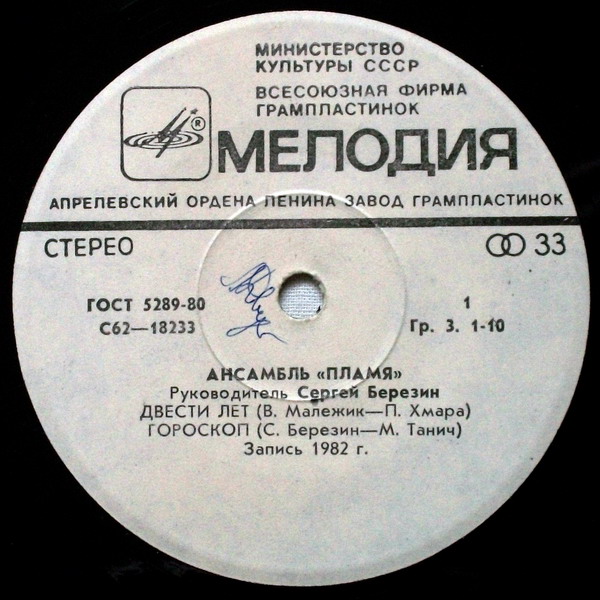 МИНИСТЕРСТВО
КУЛЬТУРЫ СССР
ВСЕСОЮЗНАЯ ФИРМА
ГРАМПЛАСТИНОК
®
МЕЛОДИЯ
АПРЕЛЕВСКИЙ ОРДЕНА ЛЕНИНА ЗАВОД ГРАМПЛАСТИНОК
СТЕРЕО 33
ГОСТ 5289-80 1
С62—18233 Гр. 3. 1-10
АНСАМБЛЬ «ПЛАМЯ»
Руководитель Сергей Березин
ДВЕСТИ ЛЕТ (В. Малежик—П. Хмара)
ГОРОСКОП (С. Березин—М. Танич)
Запись 1982 г.